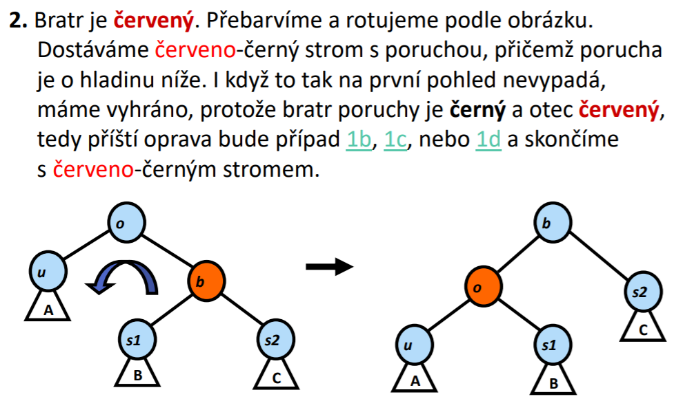 2. Bratr je červený. Přebarvíme a rotujeme podle obrázku.
Dostáváme červeno-černý strom s poruchou, přičemž porucha
je o hladinu níže. I když to tak na první pohled nevypadá,
máme vyhráno, protože bratr poruchy je černý a otec červený,
tedy příští oprava bude případ 1b, 1c, nebo 1d a skončíme
s červeno-černým stromem.
o
u
b
A
s1
s2
B
C
b
o
s2
C
u
s1
A
B